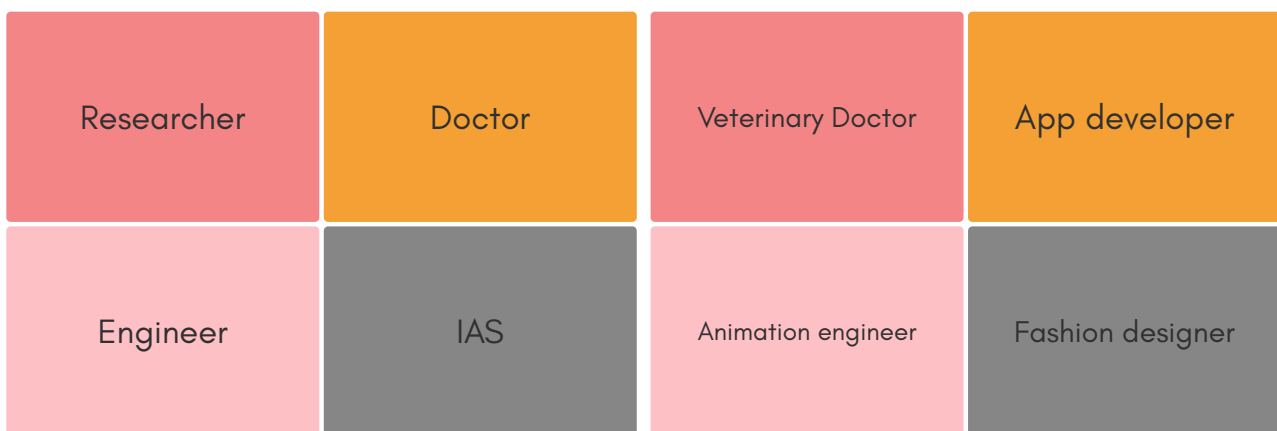 Researcher
Doctor
Veterinary Doctor
App developer
Engineer
IAS
Animation engineer
Fashion designer